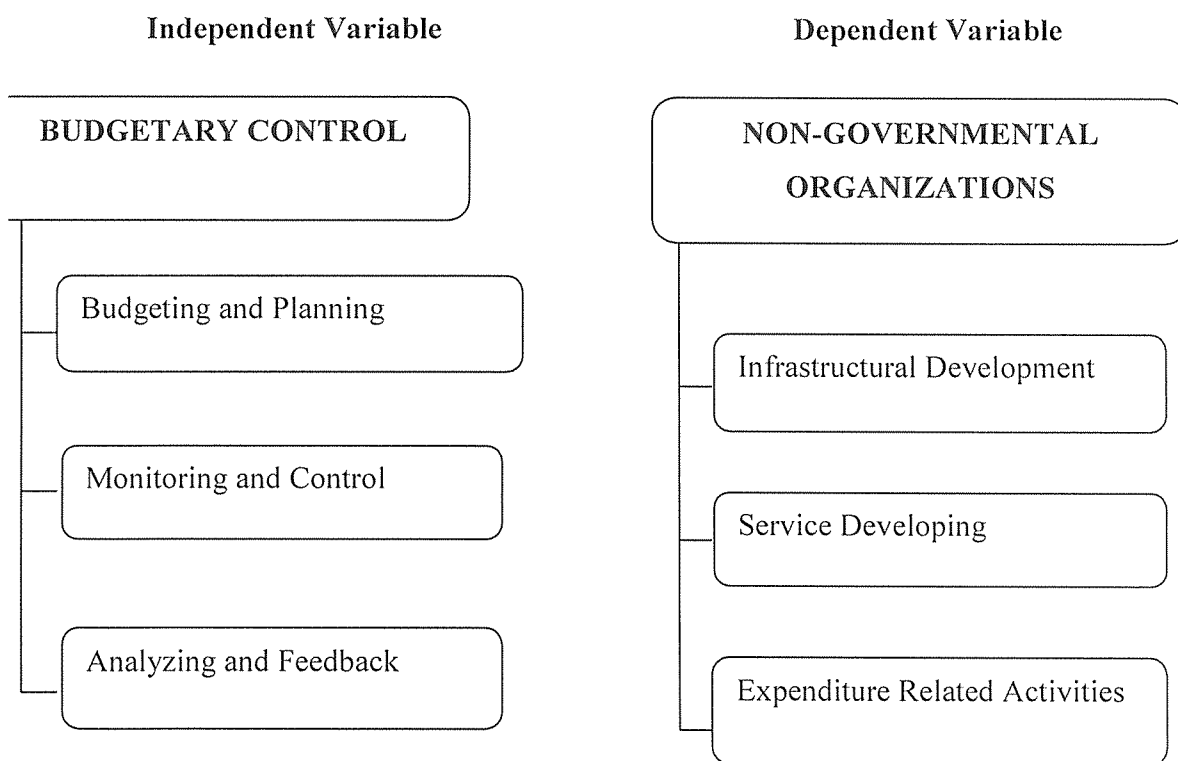 Independent Variable
Dependent Variable
BUDGETARY CONTROL
NON-GOVERNMENTAL
ORGANIZATIONS
Budgeting and Planning
Monitoring and Control
Analyzing and Feedback
Infrastructural Development
Service Developing
Expenditure Related Activities